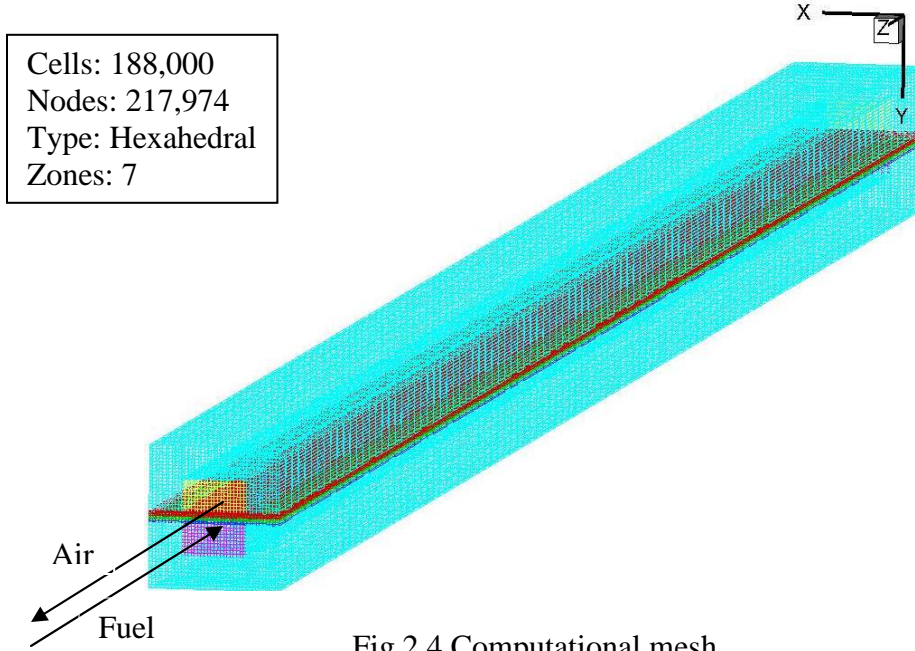 X
Z
Y
Cells: 188,000
Nodes: 217,974
Type: Hexahedral
Zones: 7
Air
Fuel
Fig 2.4 Computational mesh